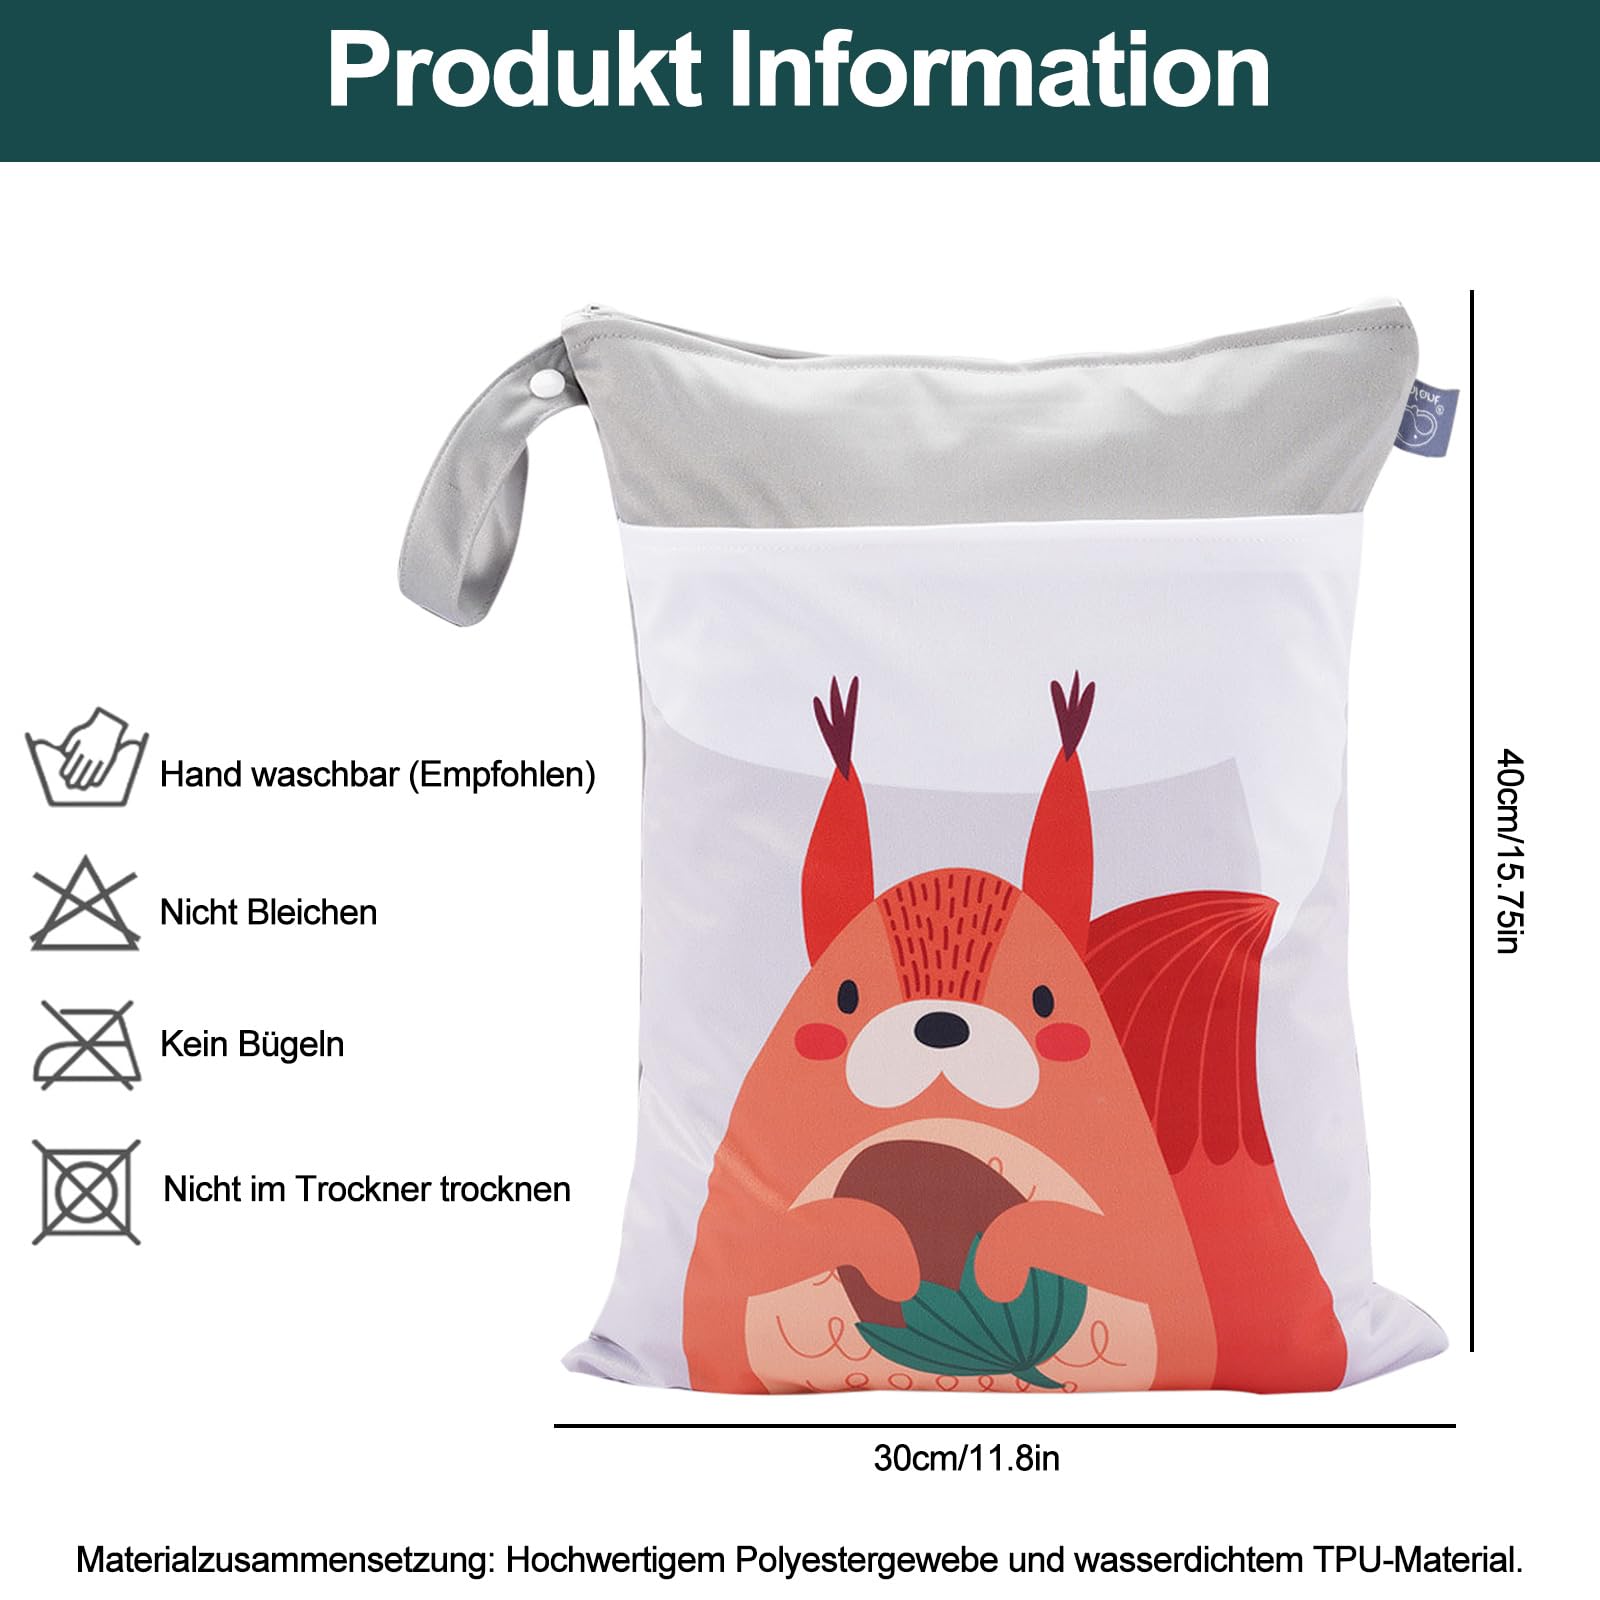 Produkt Information
Hand waschbar (Empfohlen)
Nicht Bleichen
Kein Bügeln
Nicht im Trockner trocknen
40cm/15.75in
30cm/11.8in
Materialzusammensetzung: Hochwertigem Polyestergewebe und wasserdichtem TPU-Material.